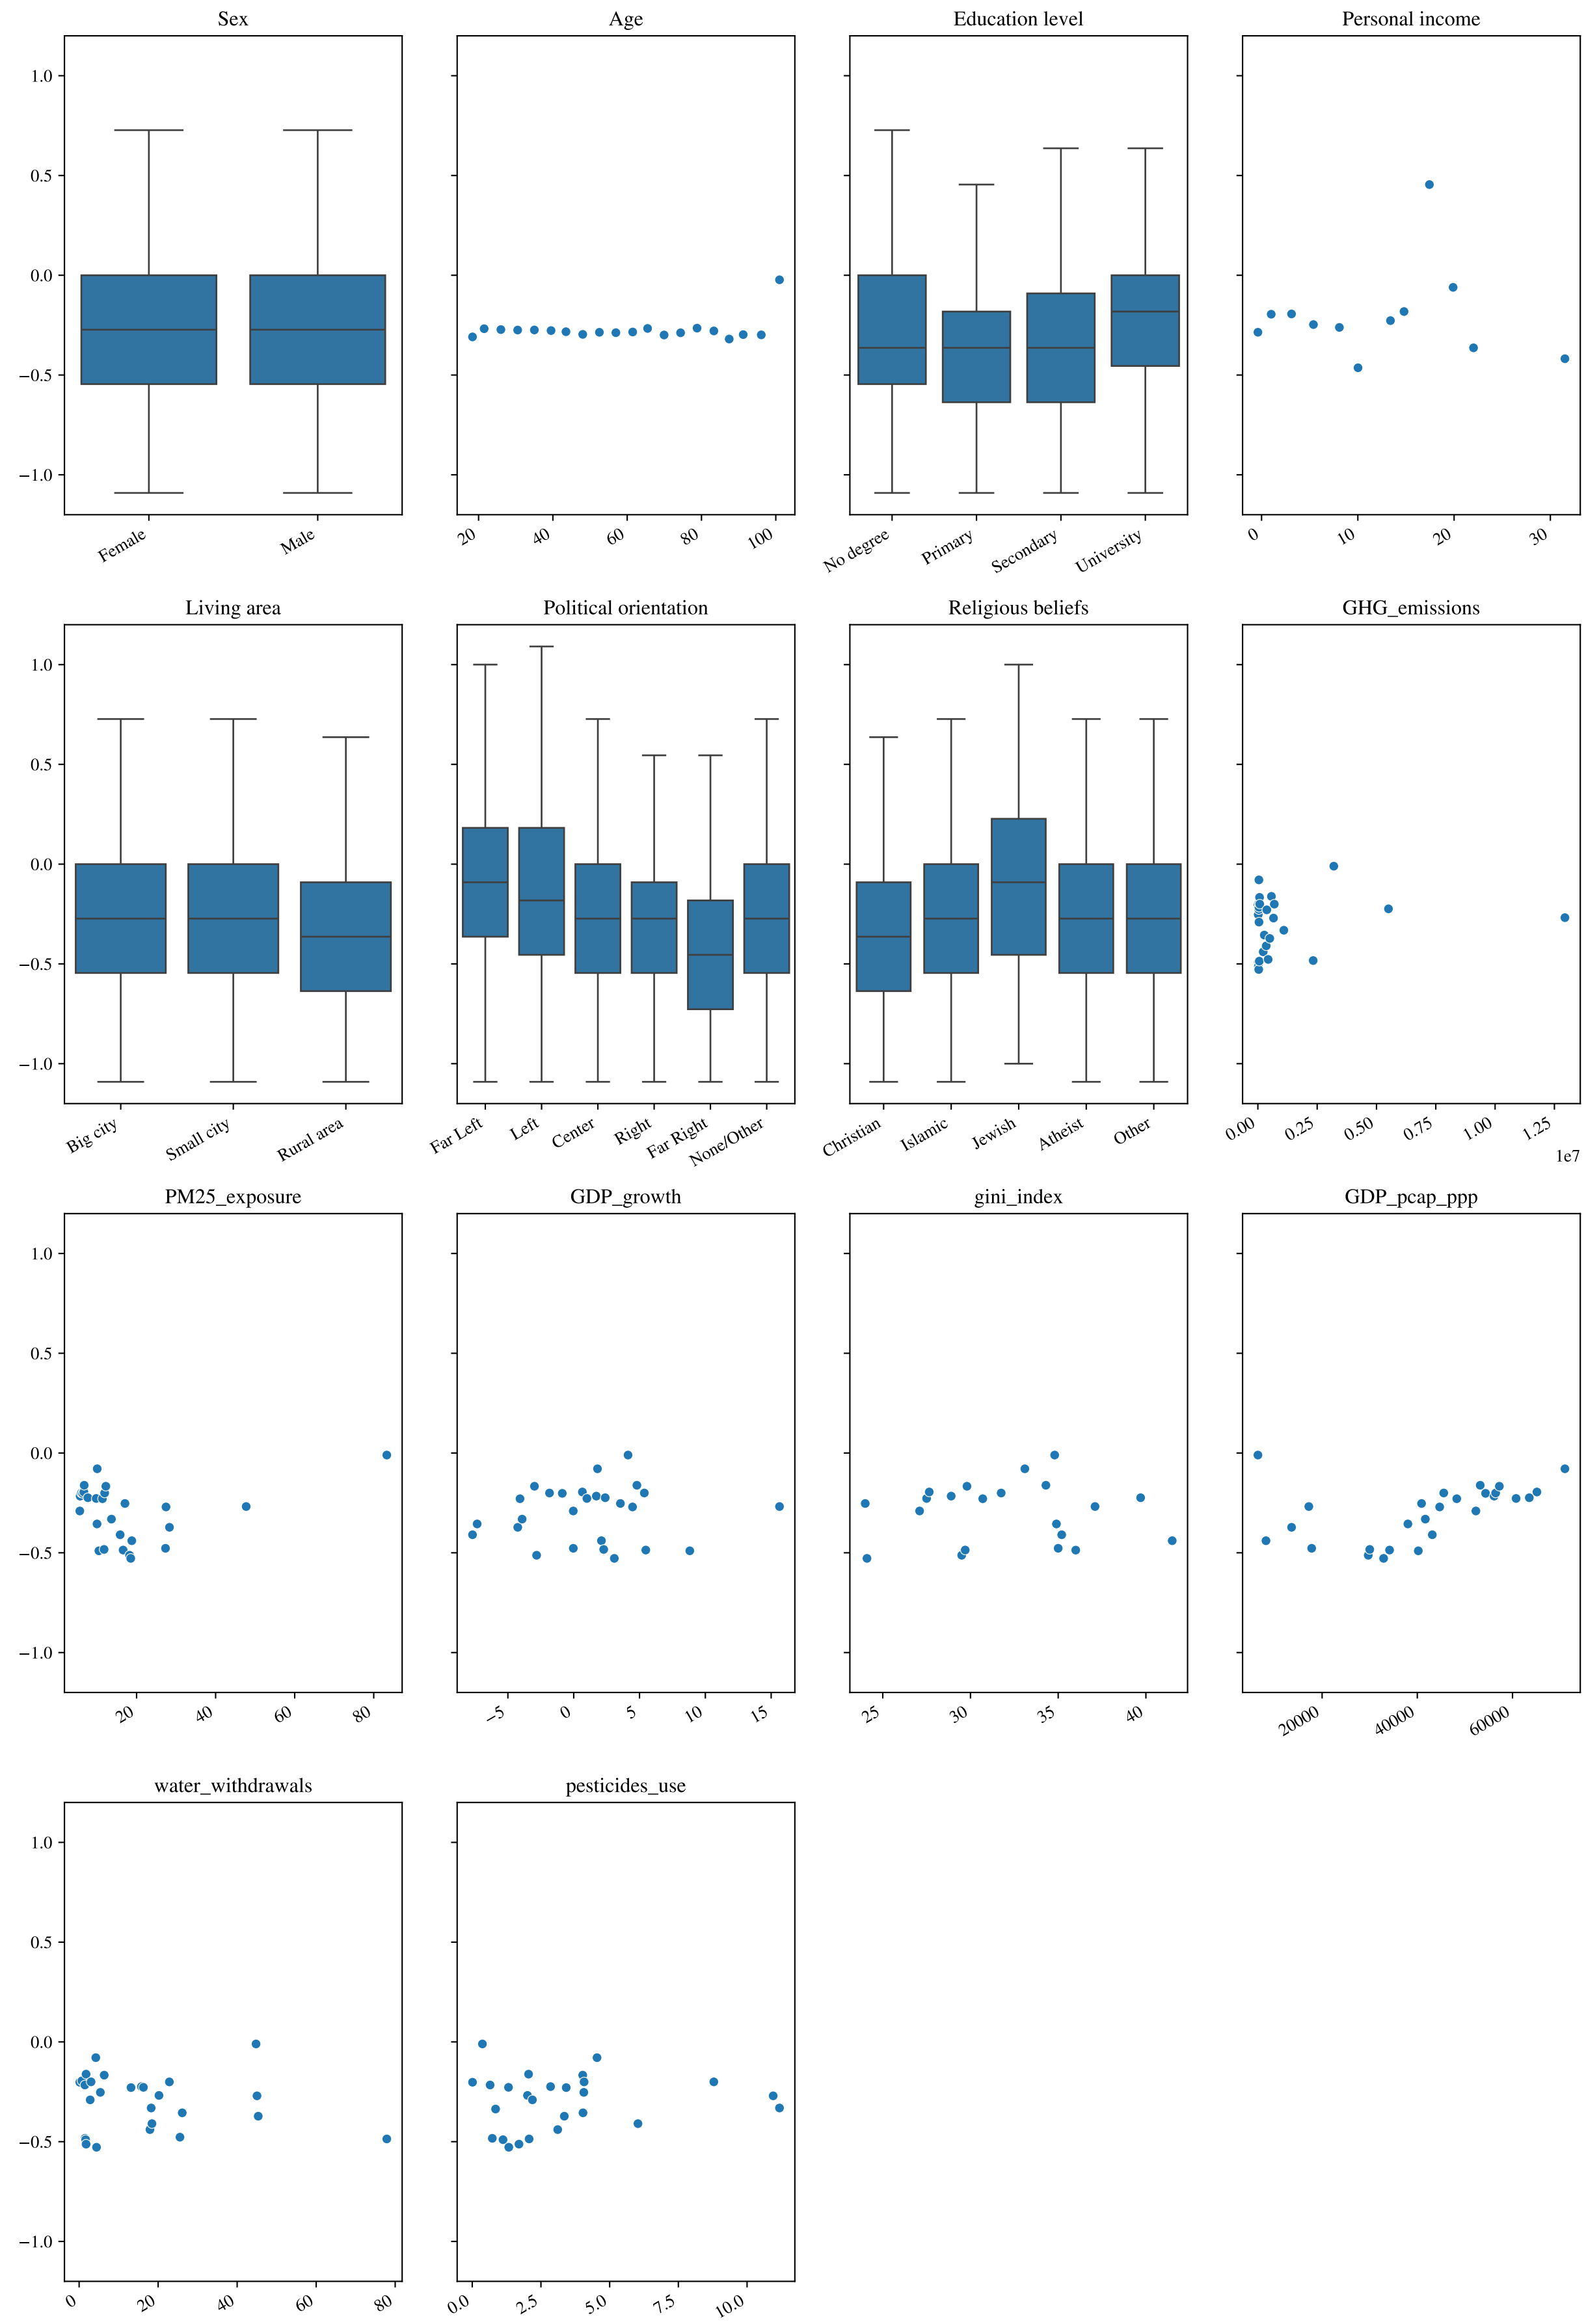 Sex
Age
Education level
Personal income
1.0
0.5
0.0
−0.5
−1.0
Female
Male
20
40
60
80
100
No degree
Primary
Secondary
University
0
10
20
30
Living area
Political orientation
Religious beliefs
GHG_emissions
1.0
0.5
0.0
−0.5
−1.0
Big city
Small city
Rural area
Far Left
Left
Center
Right
Far Right
None/Other
Christian
Islamic
Jewish
Atheist
Other
0.00
0.25
0.50
0.75
1.00
1.25
1e7
PM25_exposure
GDP_growth
gini_index
GDP_pcap_ppp
1.0
0.5
0.0
−0.5
−1.0
20
40
60
80
−5
0
5
10
15
25
30
35
40
20000
40000
60000
water_withdrawals
pesticides_use
1.0
0.5
0.0
−0.5
−1.0
0
20
40
60
80
0.0
2.5
5.0
7.5
10.0